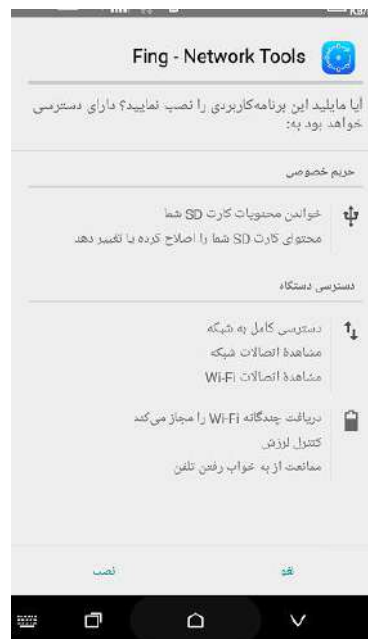 Fing - Network Tools
آیا مایلید این برنامه‌کاربردی را نصب نمایید؟ دارای دسترسی
خواهد بود به:
حریم خصوصی
خواندن محتویات کارت SD شما
محتوای کارت SD شما را اصلاح کرده یا تغییر دهد
دسترسی دستگاه
دسترسی کامل به شبکه
مشاهدهٔ اتصالات شبکه
مشاهدهٔ اتصالات Wi-Fi
دریافت چندگانه Wi-Fi را مجاز می‌کند
کنترل لرزش
ممانعت از به خواب رفتن تلفن
لغو
نصب